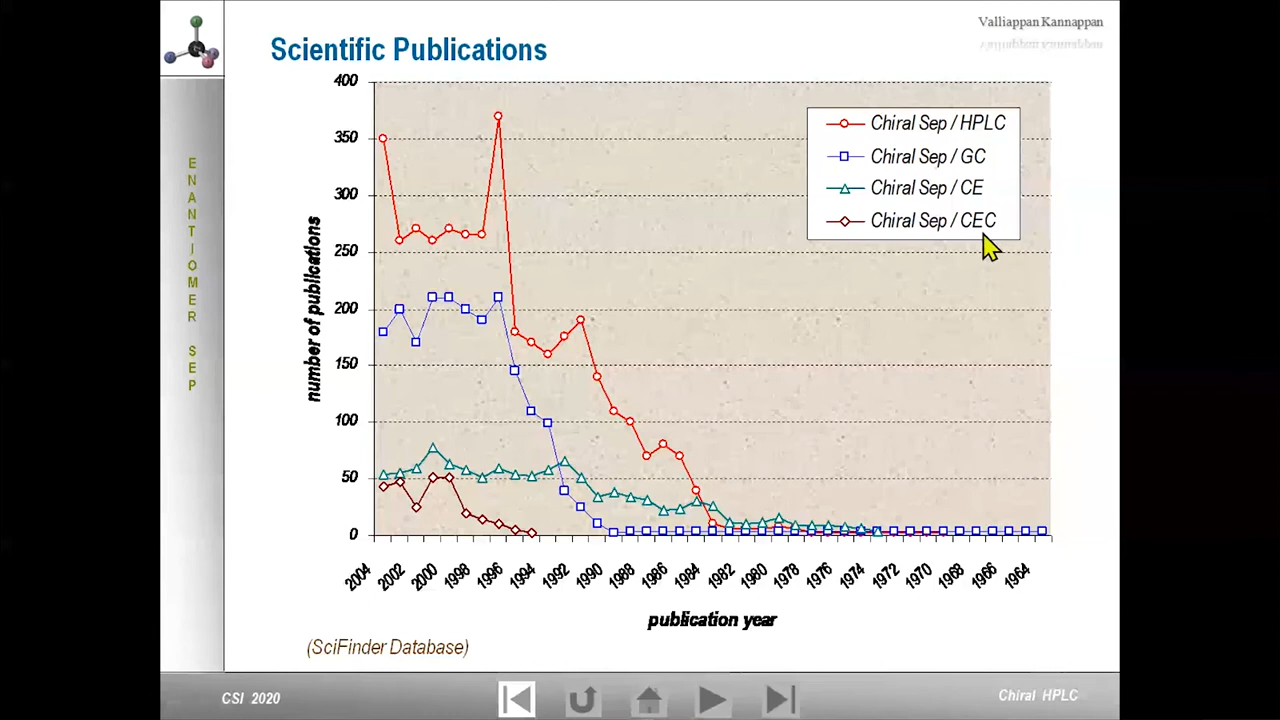 Valliappan Kannappan
Scientific Publications
ENANTIOMER SEP
400
350
300
250
200
150
100
50
0
number of publications
Chiral Sep / HPLC
Chiral Sep / GC
Chiral Sep / CE
Chiral Sep / CEC
2004 2002 2000 1998 1996 1994 1992 1990 1988 1986 1984 1982 1980 1978 1976 1974 1972 1970 1968 1966 1964
publication year
(SciFinder Database)
CSI 2020
Chiral HPLC